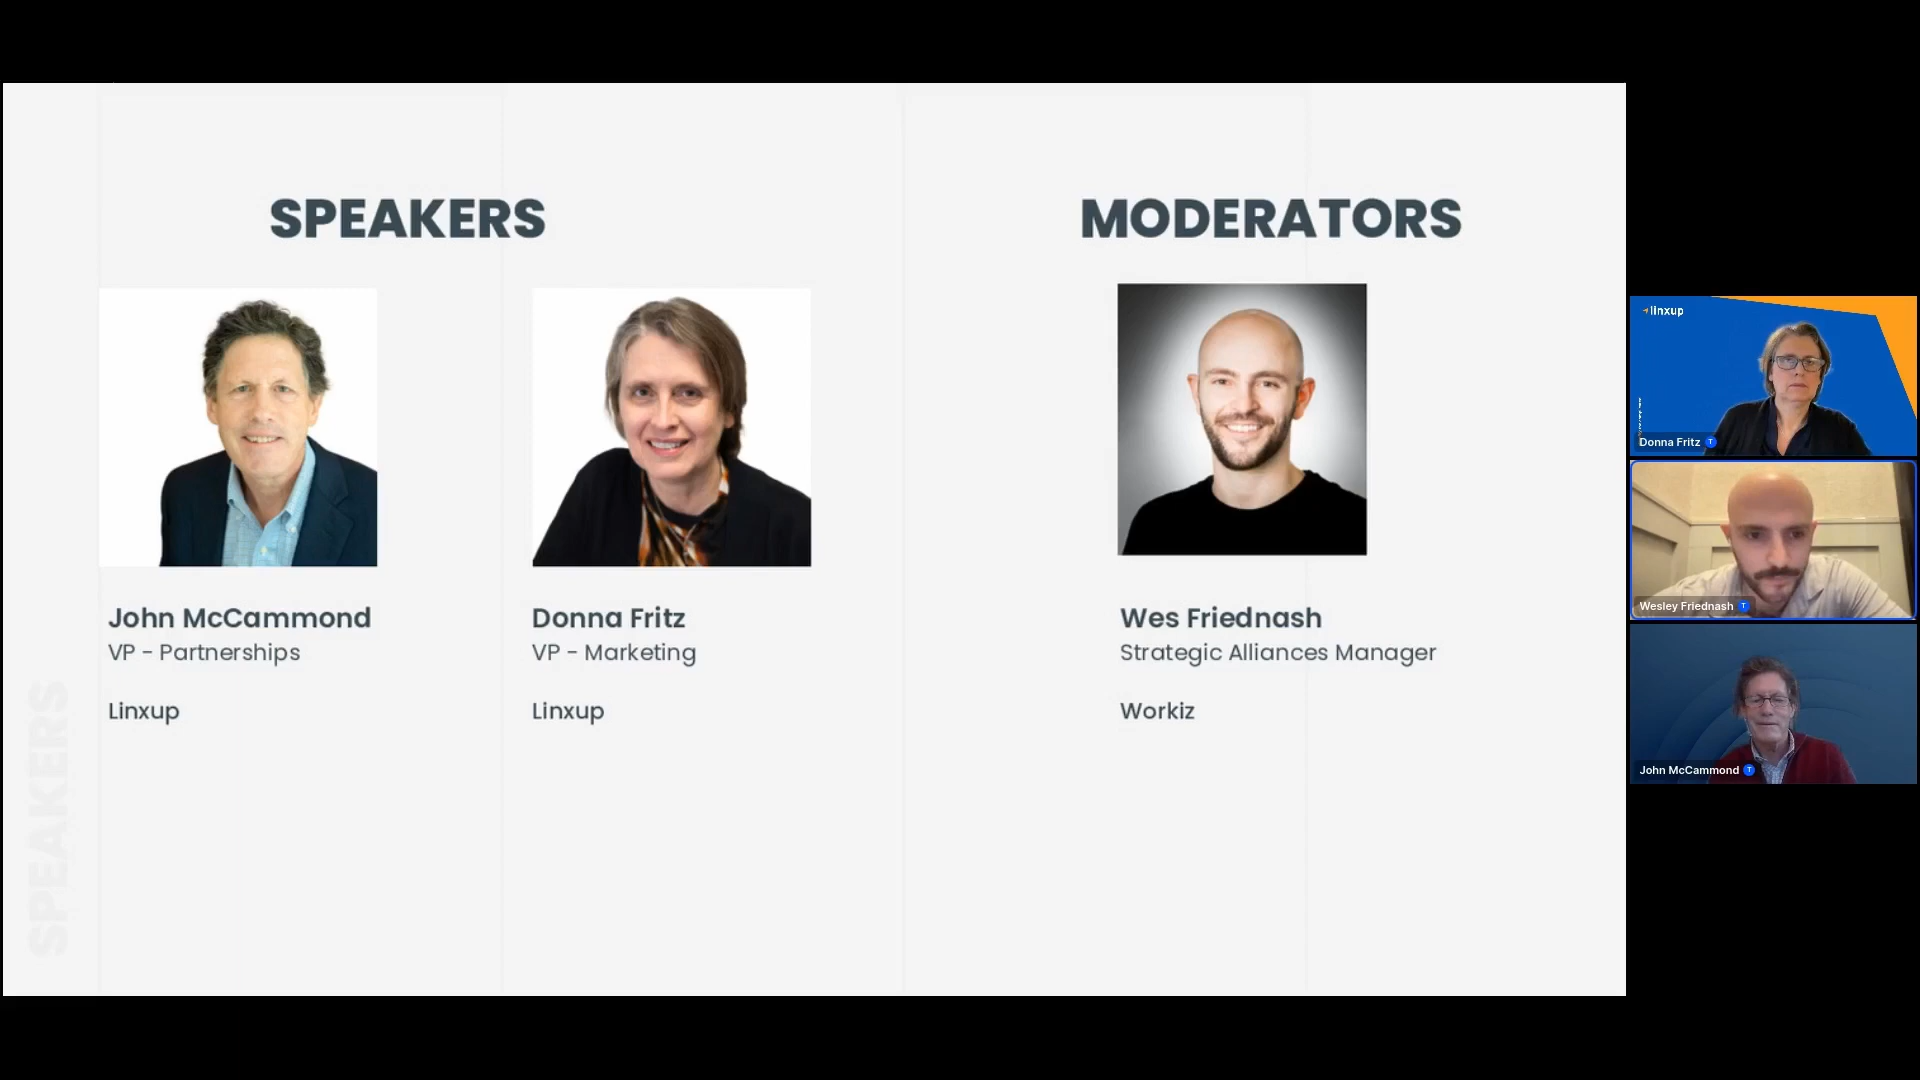 SPEAKERS
MODERATORS
John McCammond
VP - Partnerships
Linxup
Donna Fritz
VP - Marketing
Linxup
Wes Friednash
Strategic Alliances Manager
Workiz
SPEAKERS
linxup
Donna Fritz T
Wesley Friednash T
John McCammond T